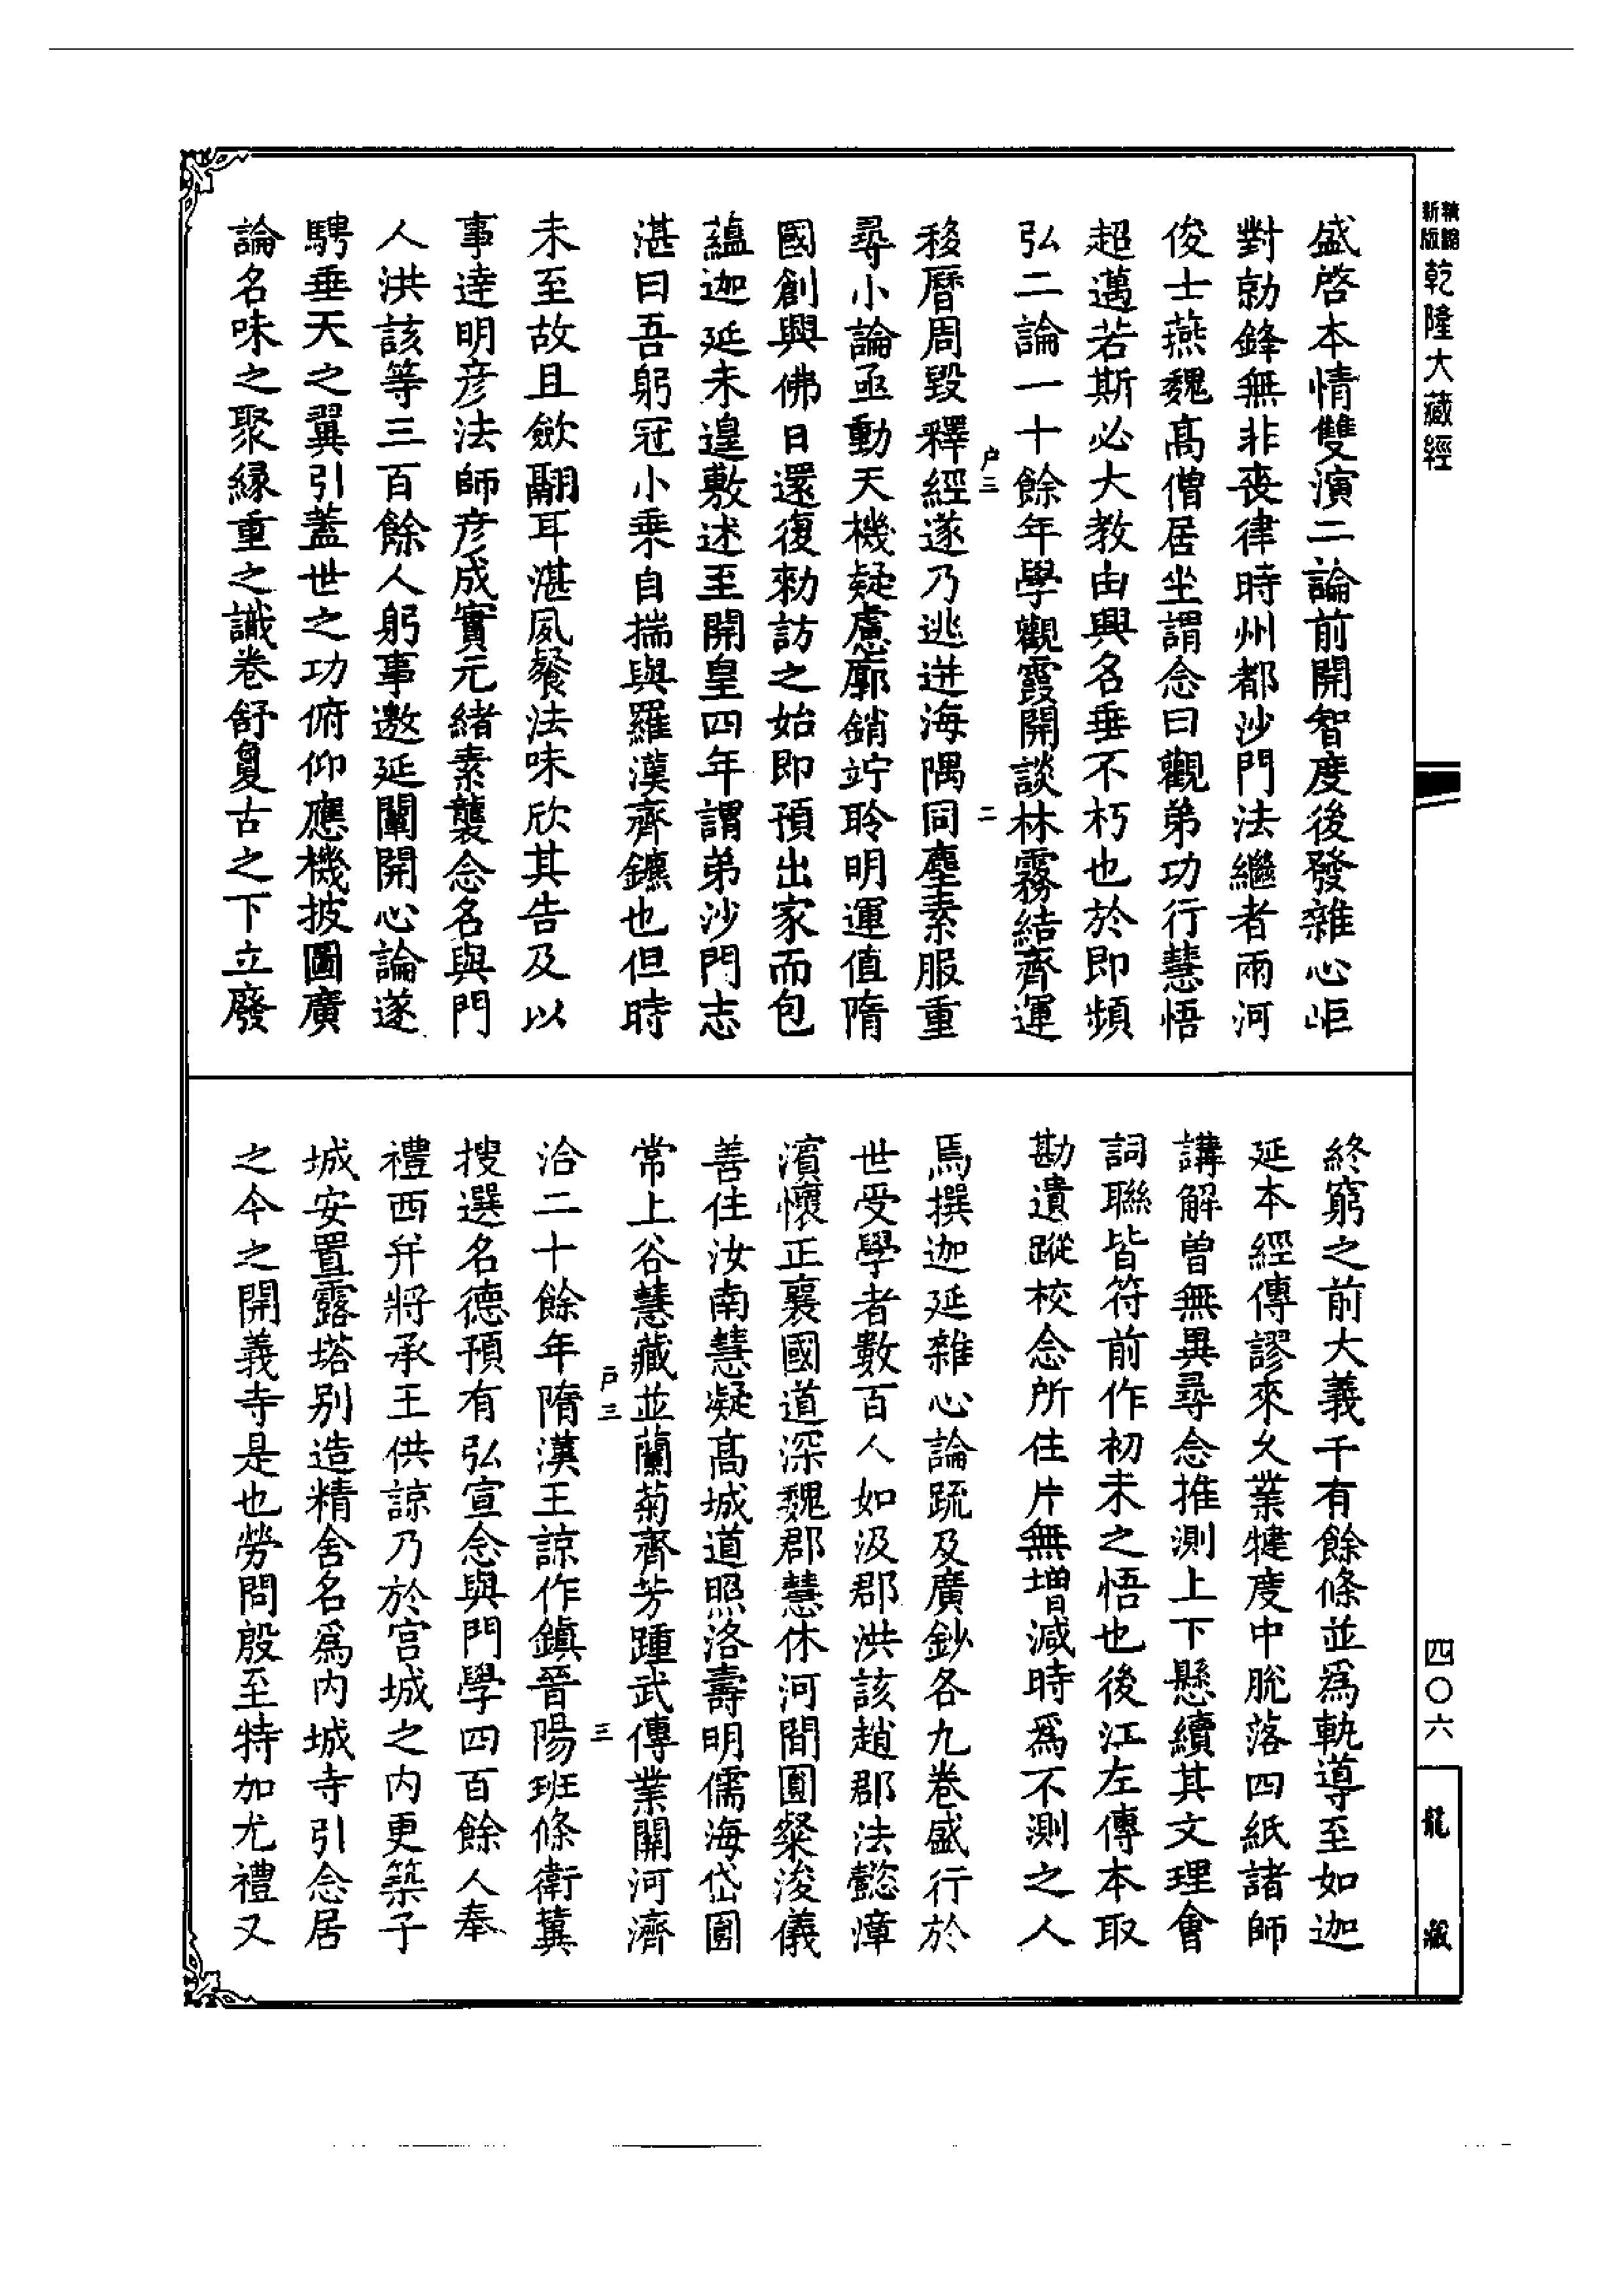 新版
精縮
乾隆大藏經
盛啓本情雙演二論前開智度後發雜心岠
對勍鋒無非喪律時州都沙門法繼者兩河
俊士燕魏髙僧居坐謂念曰觀弟功行慧悟
超邁若斯必大教由興名垂不朽也於即頻
弘二論一十餘年學觀霞開談林霧結齊運
户三 二
移曆周毀釋經遂乃逃迸海隅同塵素服重
尋小論亟動天機疑慮廓銷竚聆明運值隋
國創興佛日還復勅訪之始即預出家而包
蘊迦延未遑敷述至開皇四年謂弟沙門志
湛曰吾躬冠小乗自揣與羅漢齊鑣也但時
未至故且歛翮耳湛夙餐法味欣其告及以
事達明彦法師彦成實元緒素襲念名與門
人洪該等三百餘人躬事邀延闡開心論遂
騁垂天之翼引蓋世之功俯仰應機披圖廣
論名味之聚緣重之識卷舒敻古之下立廢
終窮之前大義千有餘條並爲軌導至如迦
延本經傳謬來久業犍度中脫落四紙諸師
講解曽無異尋念推測上下懸續其文理會
詞聯皆符前作初未之悟也後江左傳本取
勘遺蹤校念所住片無增減時爲不測之人
焉撰迦延雜心論疏及廣鈔各九卷盛行於
世受學者數百人如汲郡洪該趙郡法懿漳
濱懷正襄國道深魏郡慧休河間圓粲浚儀
善住汝南慧凝髙城道照洛壽明儒海岱圓
常上谷慧藏並蘭菊齊芳踵武傳業關河濟
户三 三
洽二十餘年隋漢王諒作鎭晉陽班條衛冀
搜選名德預有弘宣念與門學四百餘人奉
禮西幷將承王供諒乃於宫城之内更築子
城安置靈塔别造精舍名爲内城寺引念居
之今之開義寺是也勞問殷至特加尤禮又
四〇六
龍藏